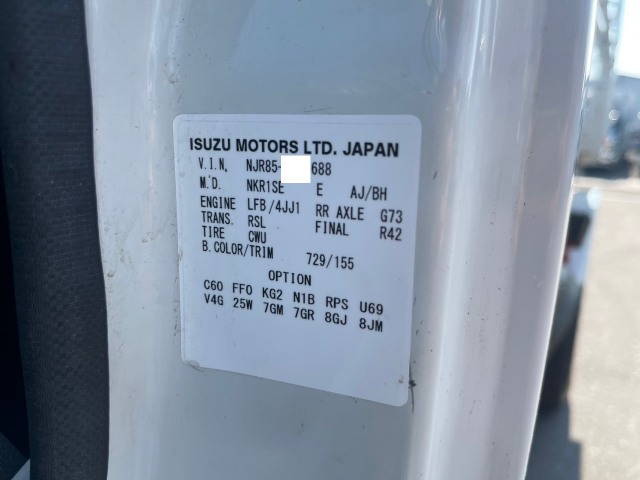 ISUZU MOTORS LTD. JAPAN
V.I.N. NJR85- 688
M'D. NKR1SE E AJ/BH
ENGINE LFB/4JJ1 RR AXLE G73
TRANS. RSL FINAL R42
TIRE CWU
B.COLOR/TRIM 729/155
OPTION
C60 FF0 KG2 N1B RPS U69
V4G 25W 7GM 7GR 8GJ 8JM